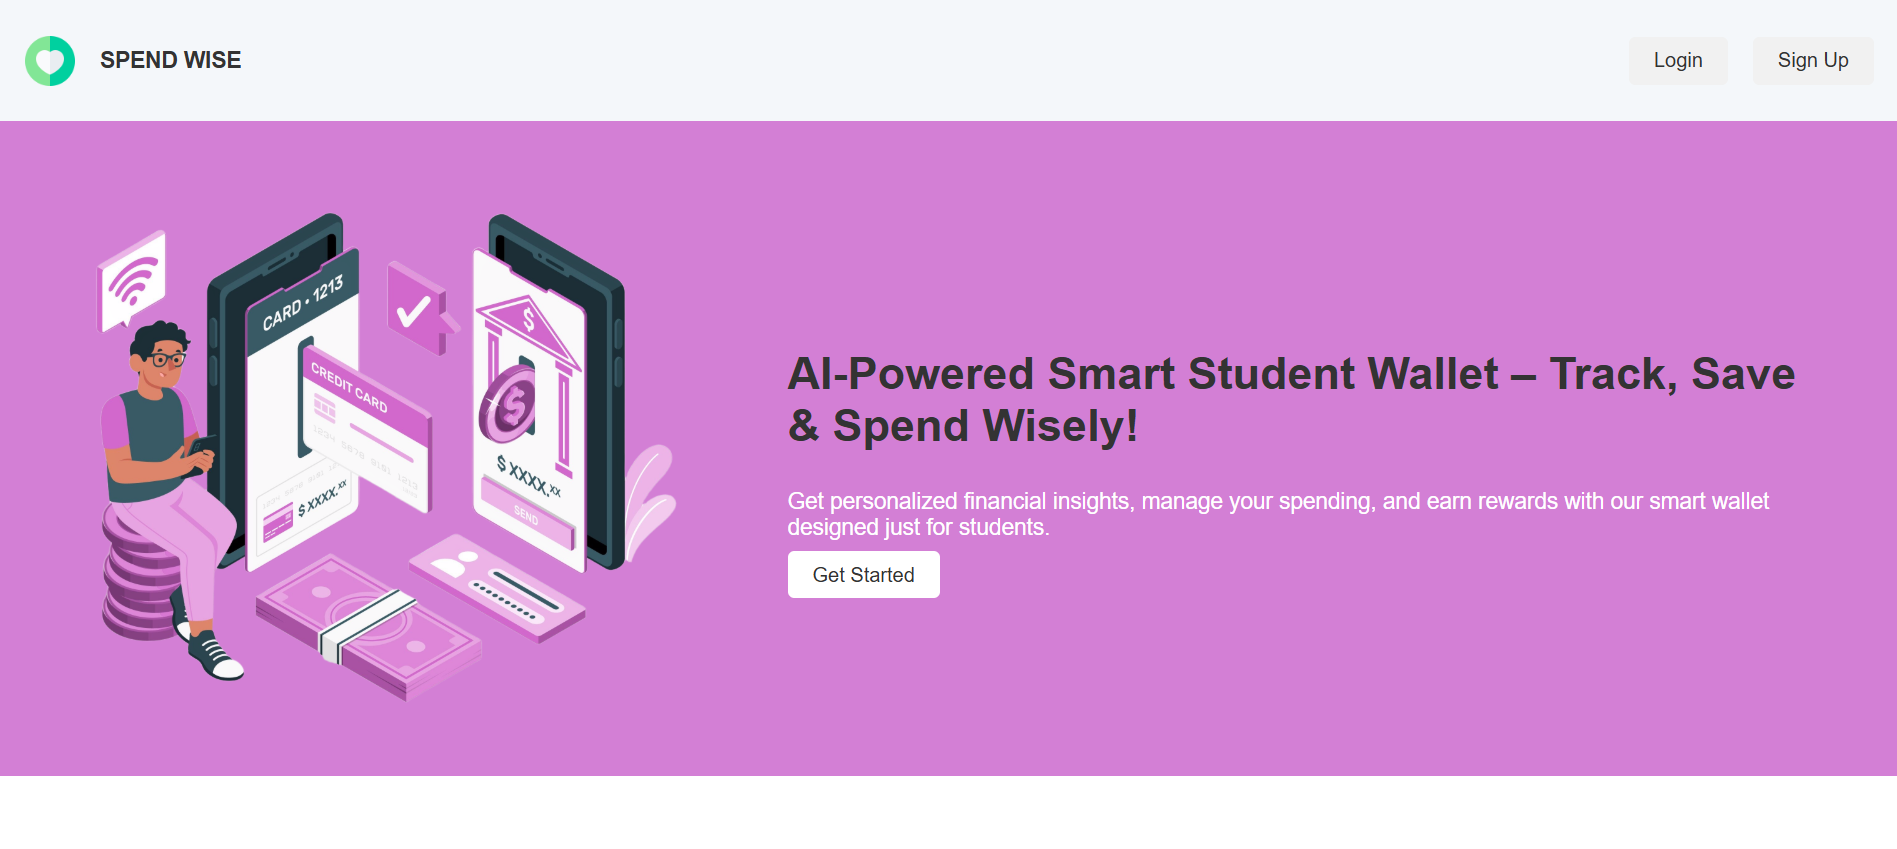 SPEND WISE
Login
Sign Up
CARD • 1213
CREDIT CARD
$ XXXX.XX
$
$
$ XXXX.XX
SEND
AI-Powered Smart Student Wallet – Track, Save
& Spend Wisely!
Get personalized financial insights, manage your spending, and earn rewards with our smart wallet
designed just for students.
Get Started